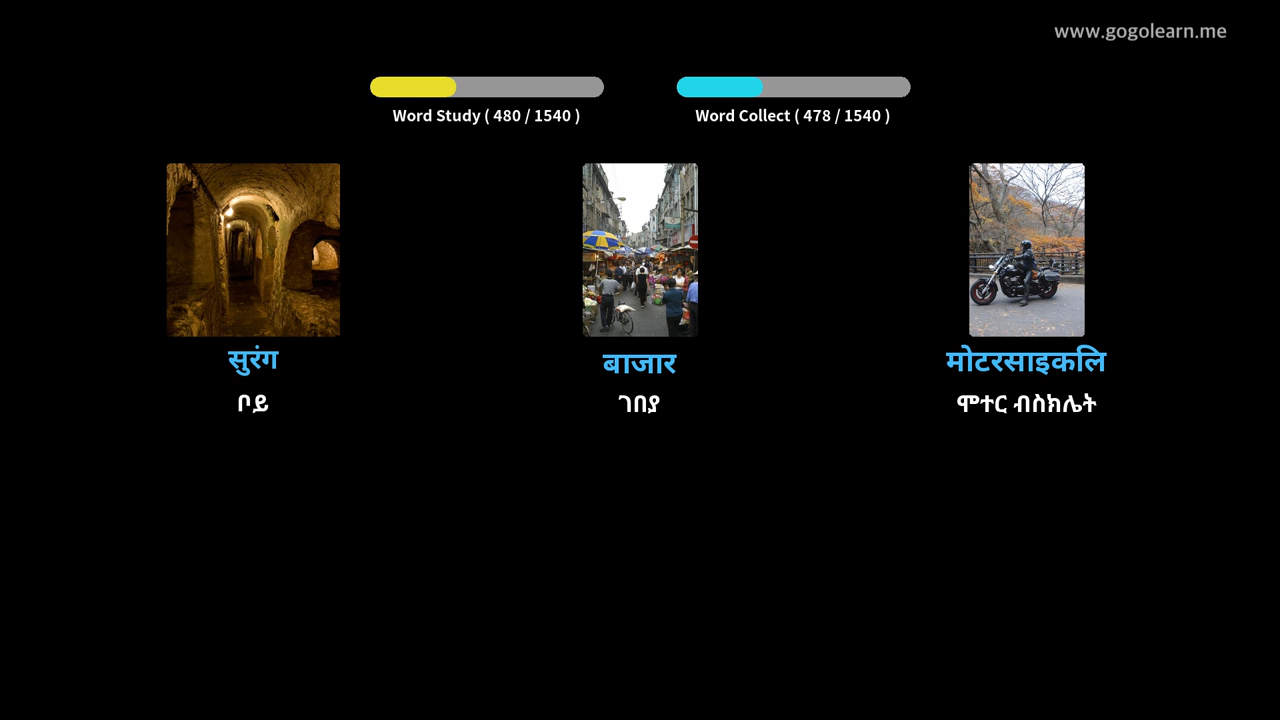 www.gogolearn.me
Word Study ( 480 / 1540 )
Word Collect ( 478 / 1540 )
सुरंग
बाजार
मोटरसाइकलि
ቦይ
ገበያ
ሞተር ብስክሌት